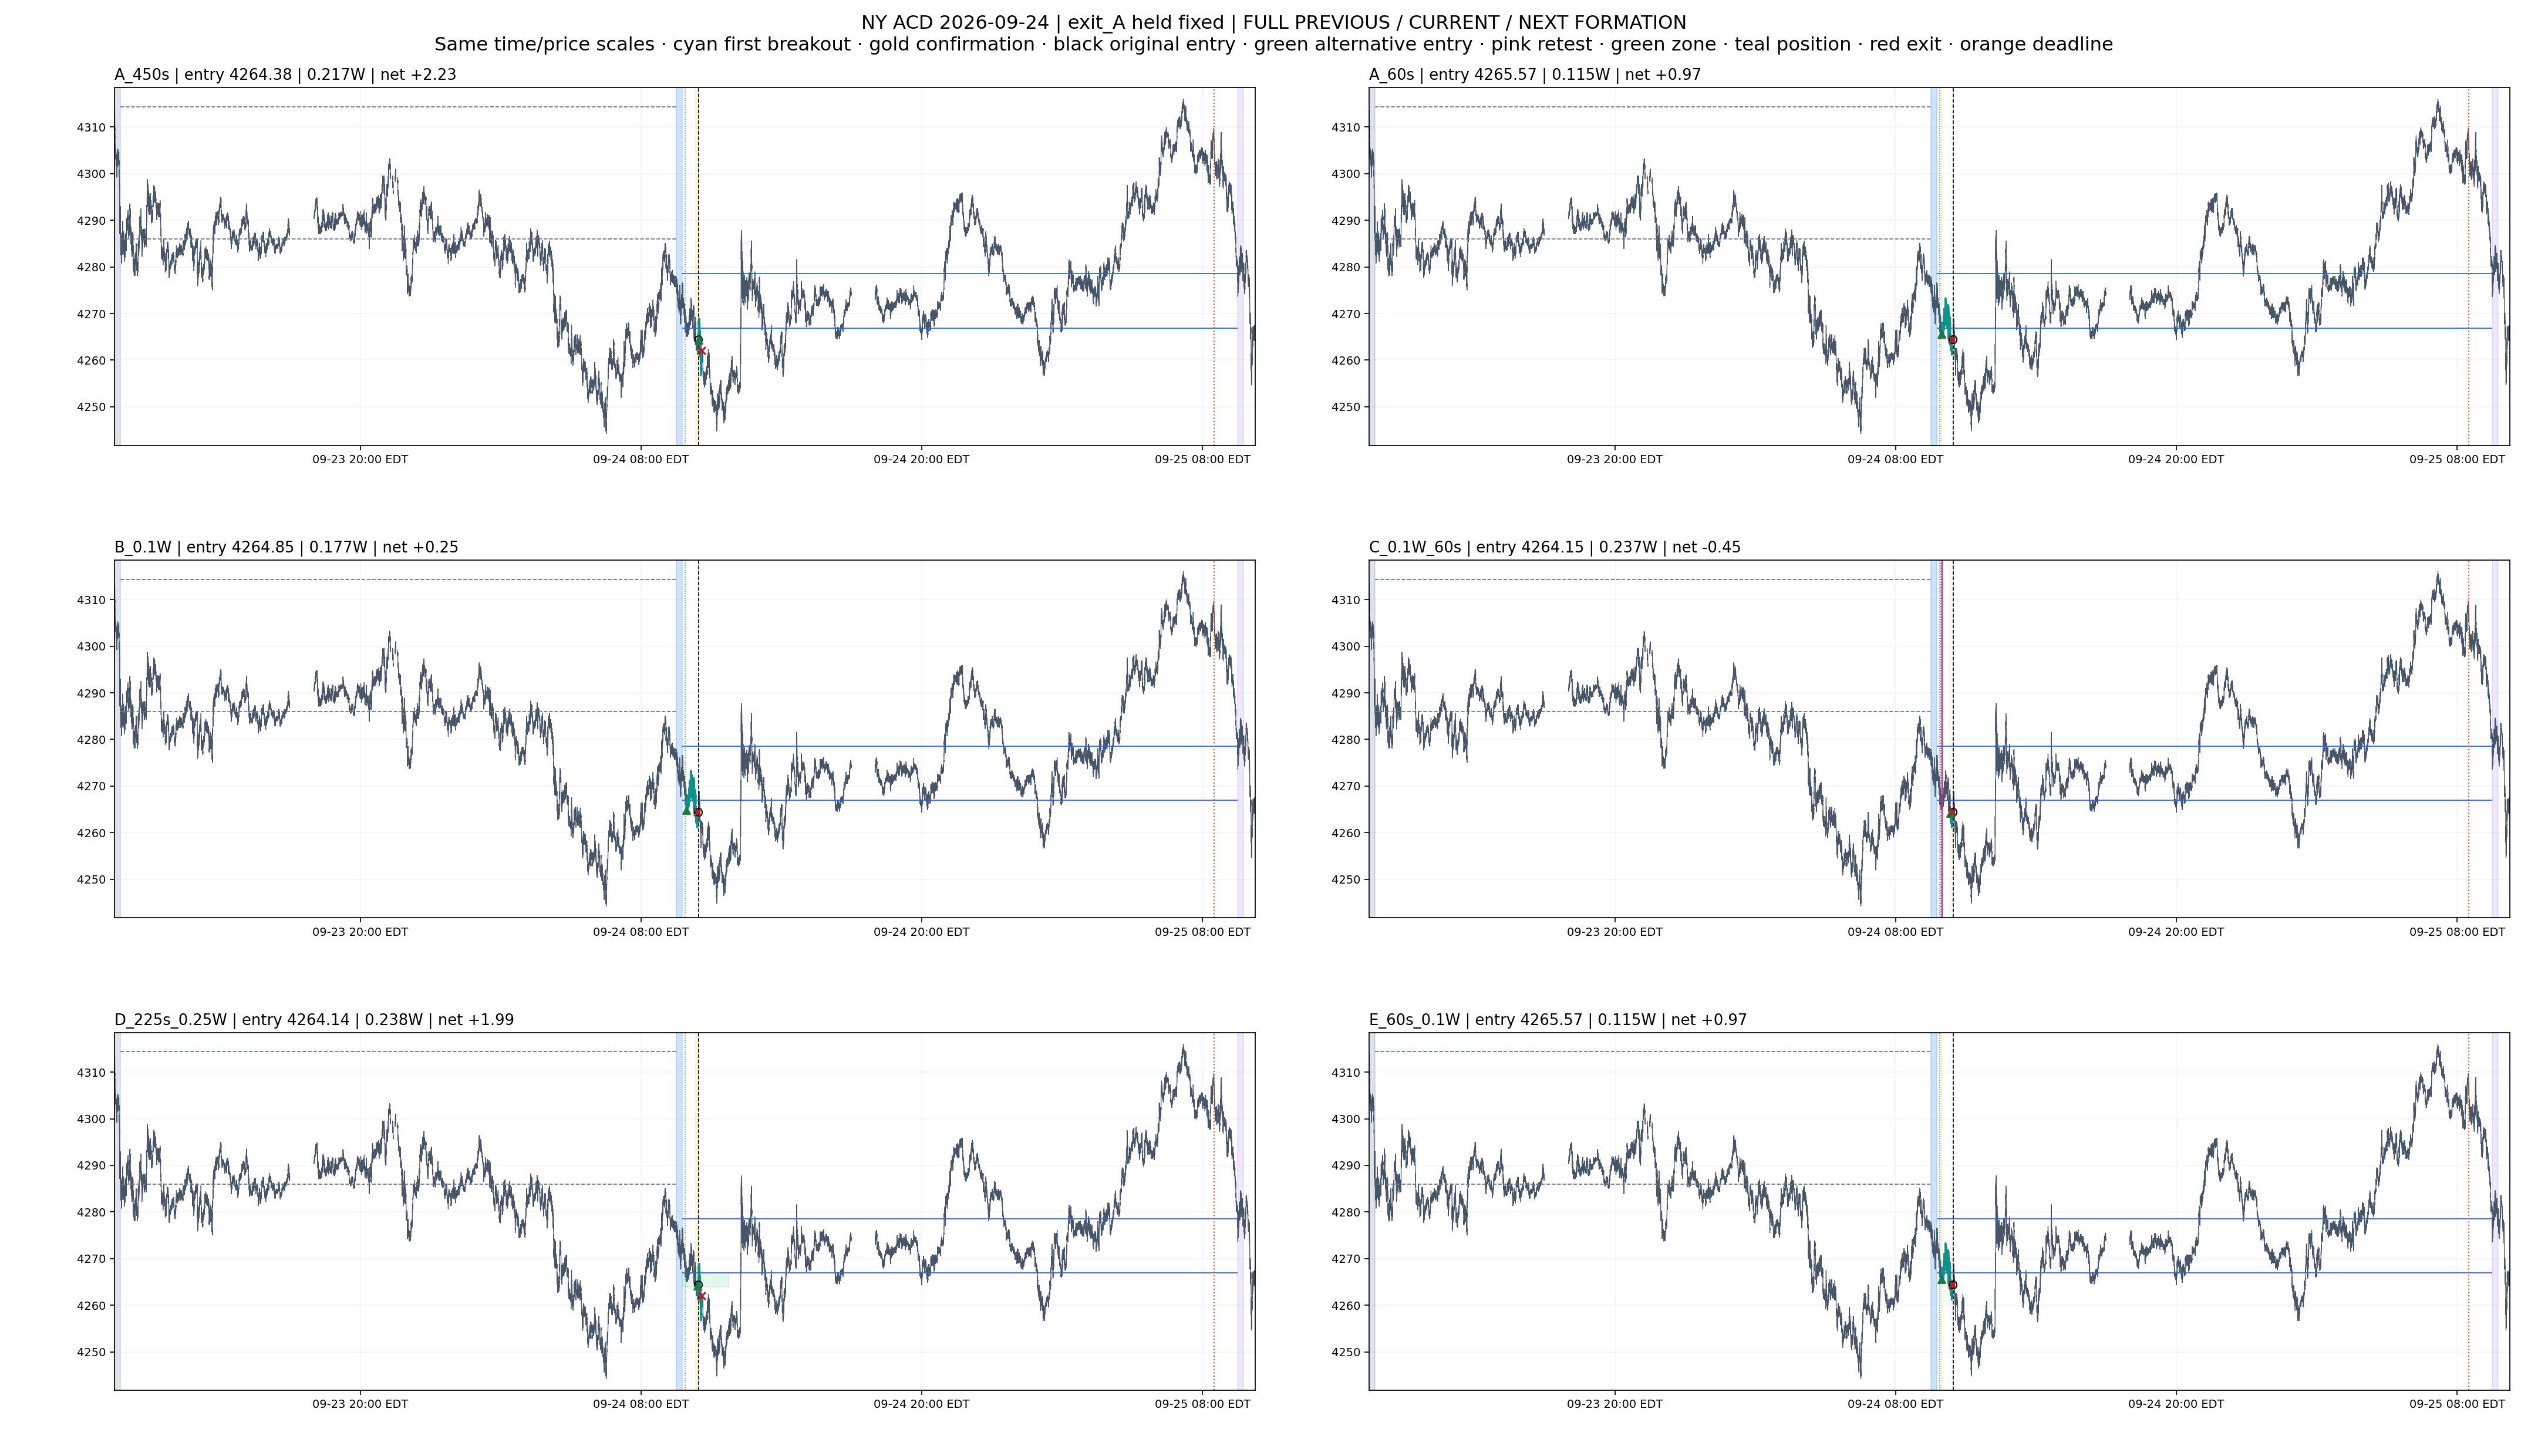 NY ACD 2026-09-24 | exit_A held fixed | FULL PREVIOUS / CURRENT / NEXT FORMATION
Same time/price scales · cyan first breakout · gold confirmation · black original entry · green alternative entry · pink retest · green zone · teal position · red exit · orange deadline
A_450s | entry 4264.38 | 0.217W | net +2.23
4310
4300
4290
4280
4270
4260
4250
09-23 20:00 EDT
09-24 08:00 EDT
09-24 20:00 EDT
09-25 08:00 EDT
A_60s | entry 4265.57 | 0.115W | net +0.97
4310
4300
4290
4280
4270
4260
4250
09-23 20:00 EDT
09-24 08:00 EDT
09-24 20:00 EDT
09-25 08:00 EDT
B_0.1W | entry 4264.85 | 0.177W | net +0.25
4310
4300
4290
4280
4270
4260
4250
09-23 20:00 EDT
09-24 08:00 EDT
09-24 20:00 EDT
09-25 08:00 EDT
C_0.1W_60s | entry 4264.15 | 0.237W | net -0.45
4310
4300
4290
4280
4270
4260
4250
09-23 20:00 EDT
09-24 08:00 EDT
09-24 20:00 EDT
09-25 08:00 EDT
D_225s_0.25W | entry 4264.14 | 0.238W | net +1.99
4310
4300
4290
4280
4270
4260
4250
09-23 20:00 EDT
09-24 08:00 EDT
09-24 20:00 EDT
09-25 08:00 EDT
E_60s_0.1W | entry 4265.57 | 0.115W | net +0.97
4310
4300
4290
4280
4270
4260
4250
09-23 20:00 EDT
09-24 08:00 EDT
09-24 20:00 EDT
09-25 08:00 EDT